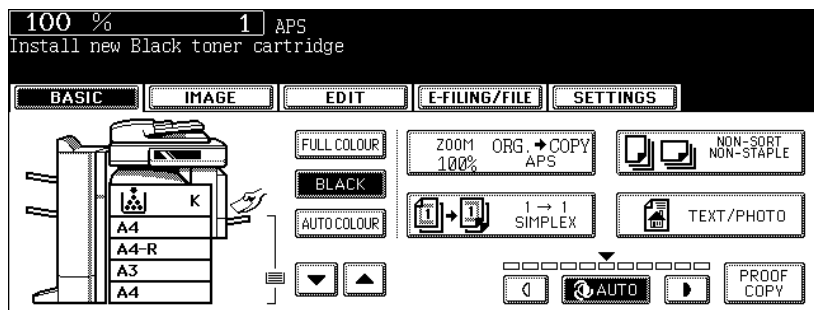 100 % 1 APS
Install new Black toner cartridge
BASIC IMAGE EDIT E-FILING/FILE SETTINGS
FULL COLOUR
BLACK
AUTO COLOUR
K
A4
A4-R
A3
A4
ZOOM ORG.→COPY
100% APS
NON-SORT
NON-STAPLE
1 1
1 → 1
SIMPLEX
TEXT/PHOTO
AUTO
PROOF
COPY